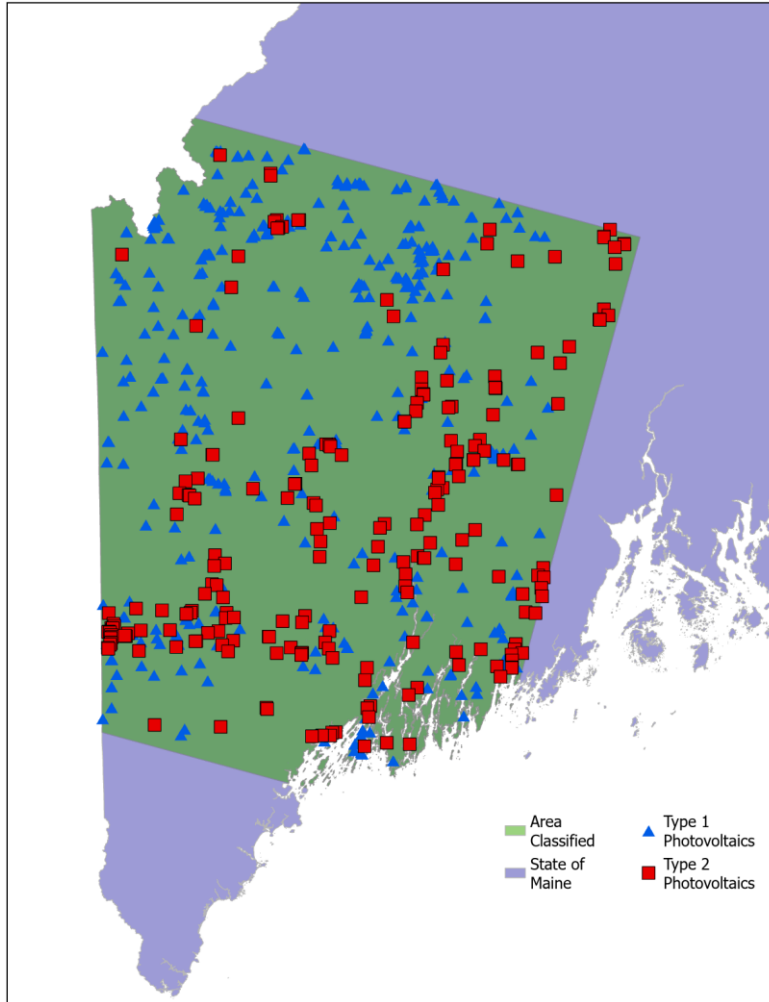 Area
Classified
State of
Maine
Type 1
Photovoltaics
Type 2
Photovoltaics